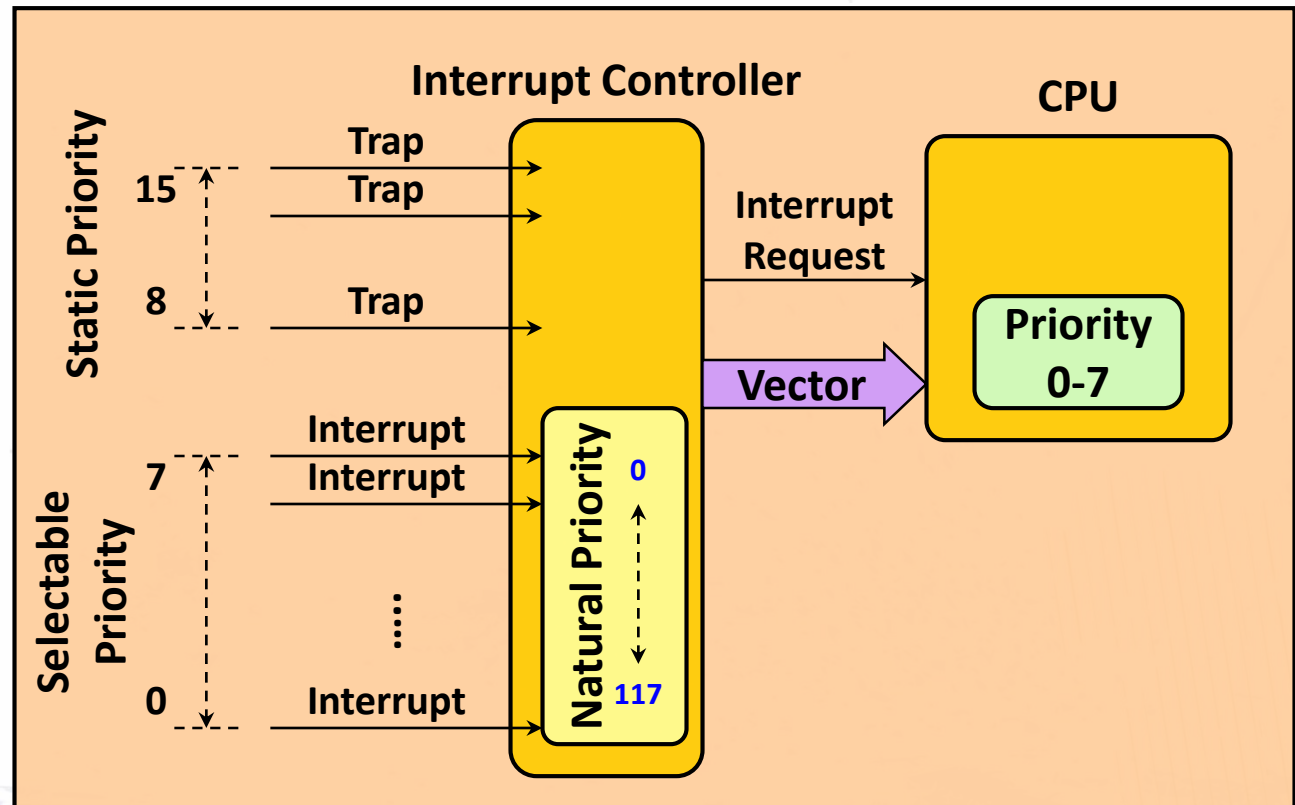 Interrupt Controller
CPU
Static Priority
15
8
Trap
Trap
Trap
Interrupt
Request
Vector
Priority
0-7
Selectable
Priority
7
0
Interrupt
Interrupt
.....
Interrupt
Natural Priority
0
117